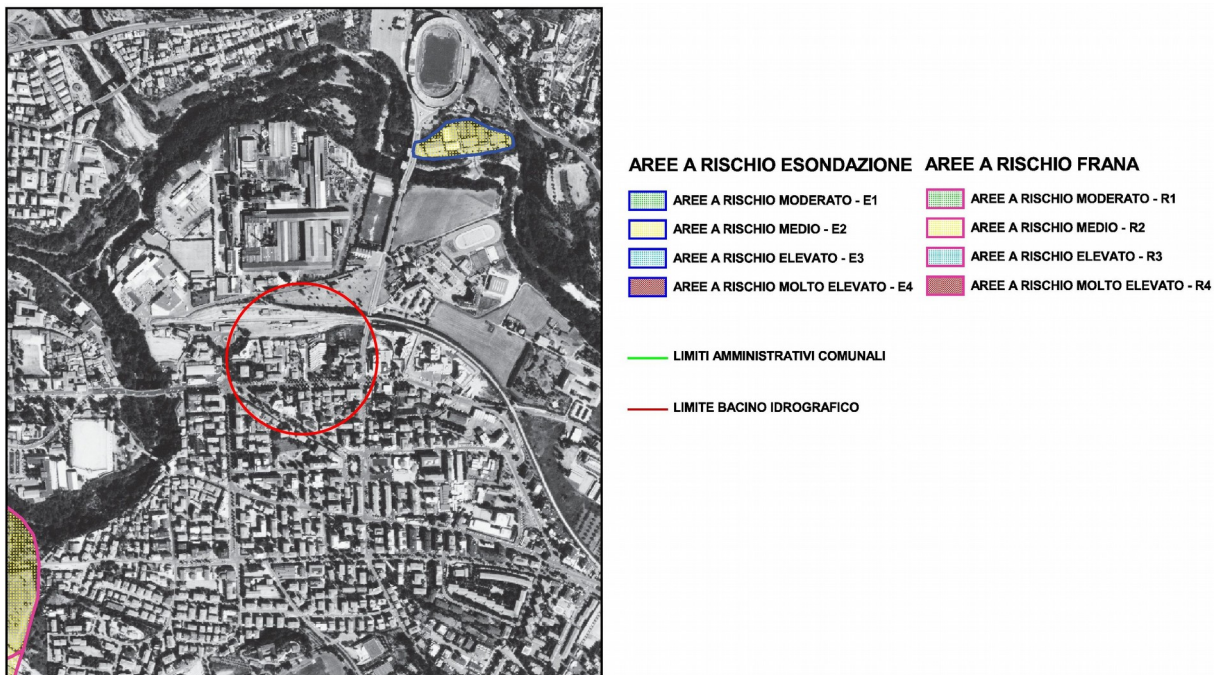 AREE A RISCHIO ESONDAZIONE
AREE A RISCHIO MODERATO - E1
AREE A RISCHIO MEDIO - E2
AREE A RISCHIO ELEVATO - E3
AREE A RISCHIO MOLTO ELEVATO - E4
AREE A RISCHIO FRANA
AREE A RISCHIO MODERATO - R1
AREE A RISCHIO MEDIO - R2
AREE A RISCHIO ELEVATO - R3
AREE A RISCHIO MOLTO ELEVATO - R4
LIMITI AMMINISTRATIVI COMUNALI
LIMITE BACINO IDROGRAFICO